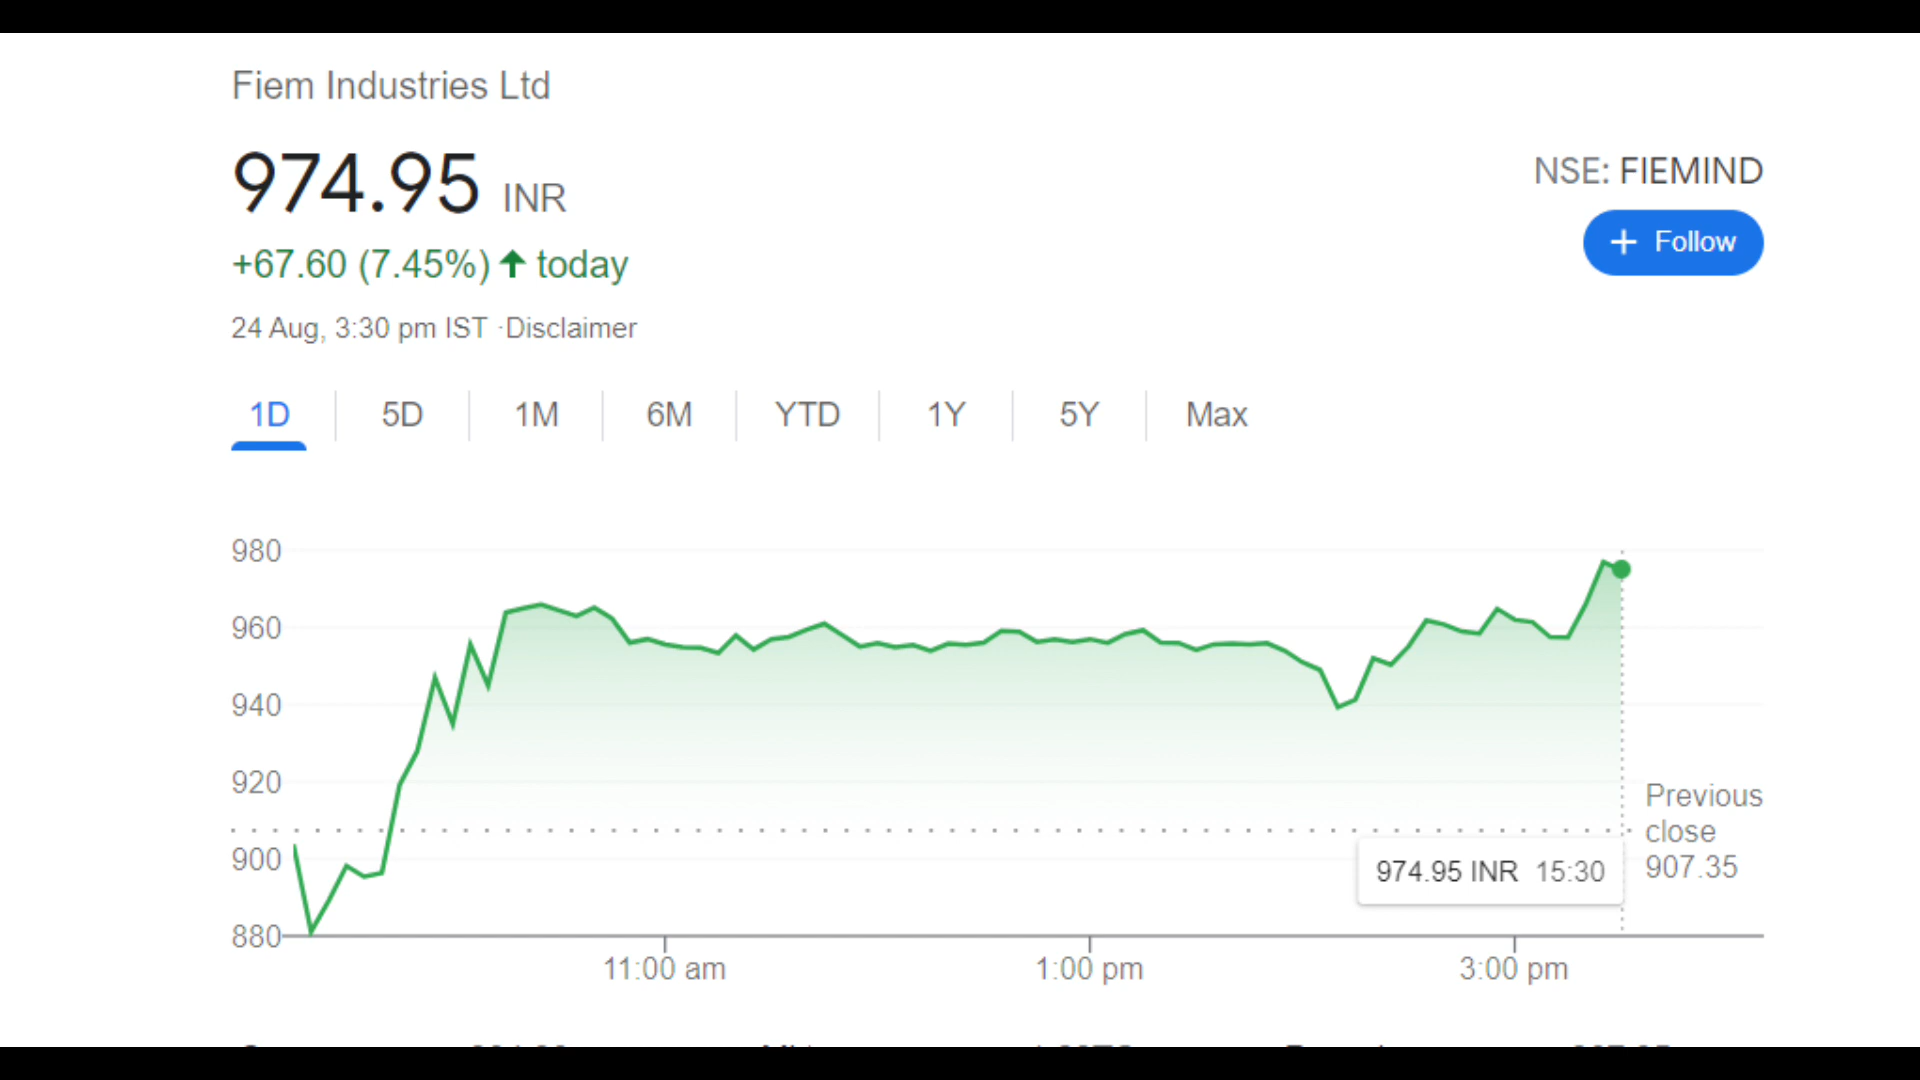 Fiem Industries Ltd
974.95 INR
NSE: FIEMIND
+ Follow
+67.60 (7.45%) ↑ today
24 Aug, 3:30 pm IST ·Disclaimer
1D 5D 1M 6M YTD 1Y 5Y Max
980
960
940
920
900
880
Previous
close
907.35
974.95 INR 15:30
11:00 am 1:00 pm 3:00 pm